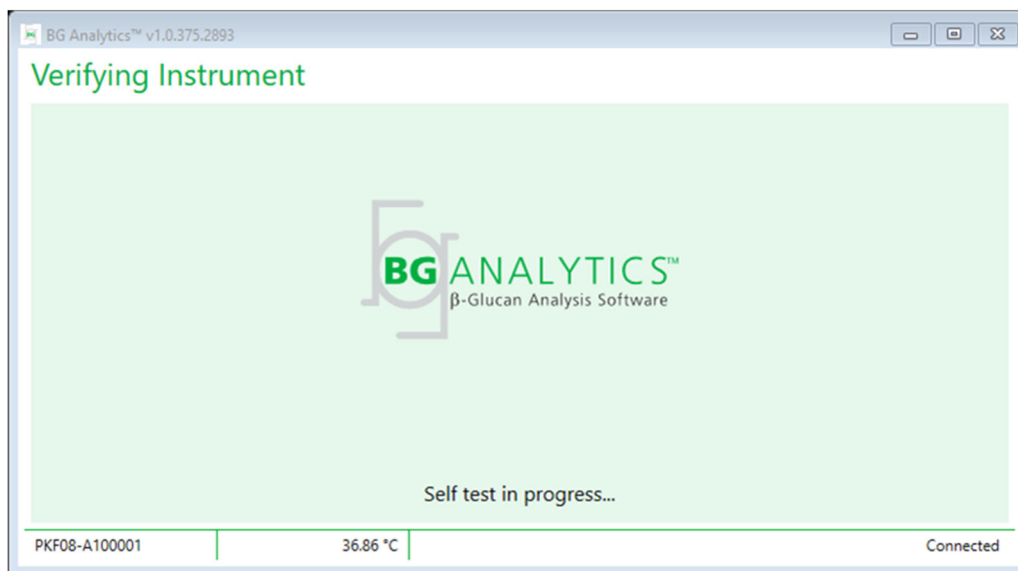 BG Analytics™ v1.0.375.2893
Verifying Instrument
BG ANALYTICS™
β-Glucan Analysis Software
Self test in progress...
PKF08-A100001 36.86 °C Connected